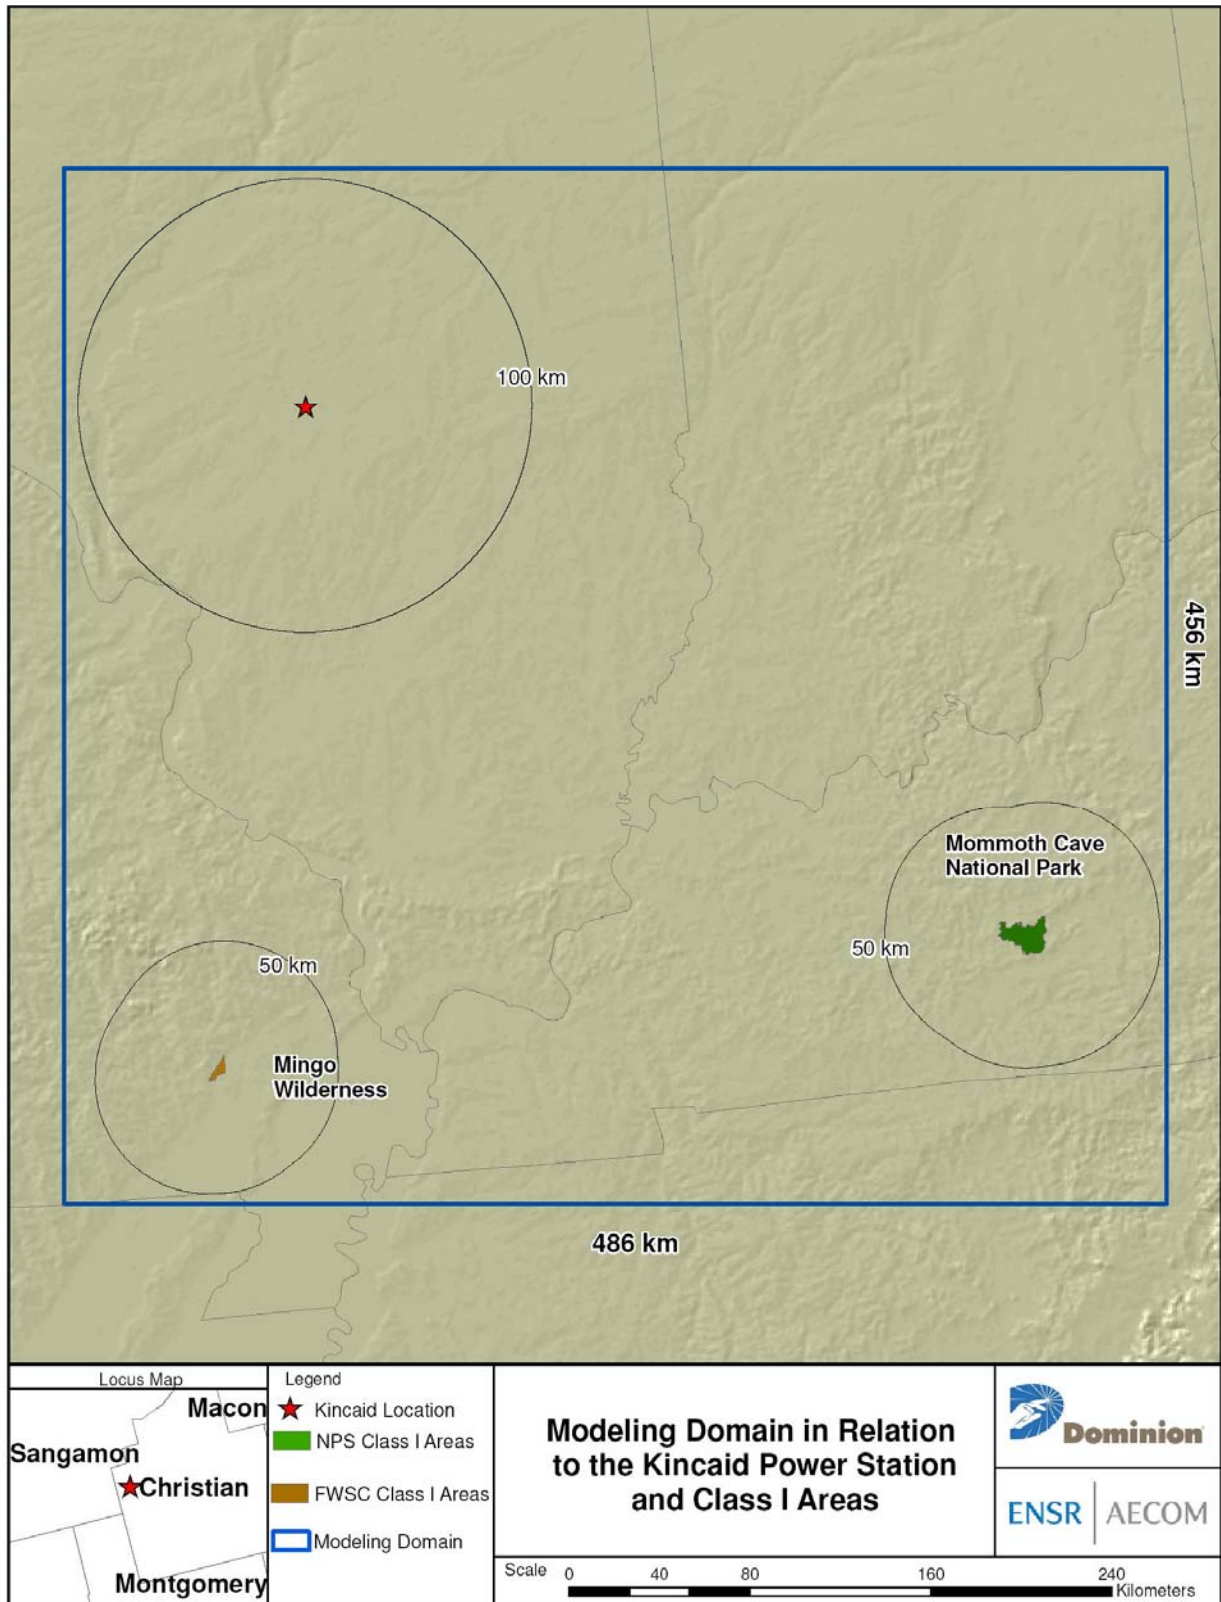 100 km
456 km
Mommoth Cave
National Park
50 km
50 km
Mingo
Wilderness
486 km
Locus Map
Macon
Sangamon
Christian
Montgomery
Legend
Kincaid Location
NPS Class I Areas
FWSC Class I Areas
Modeling Domain
Modeling Domain in Relation
to the Kincaid Power Station
and Class I Areas
Scale 0 40 80 160 240
Kilometers
Dominion
ENSR | AECOM